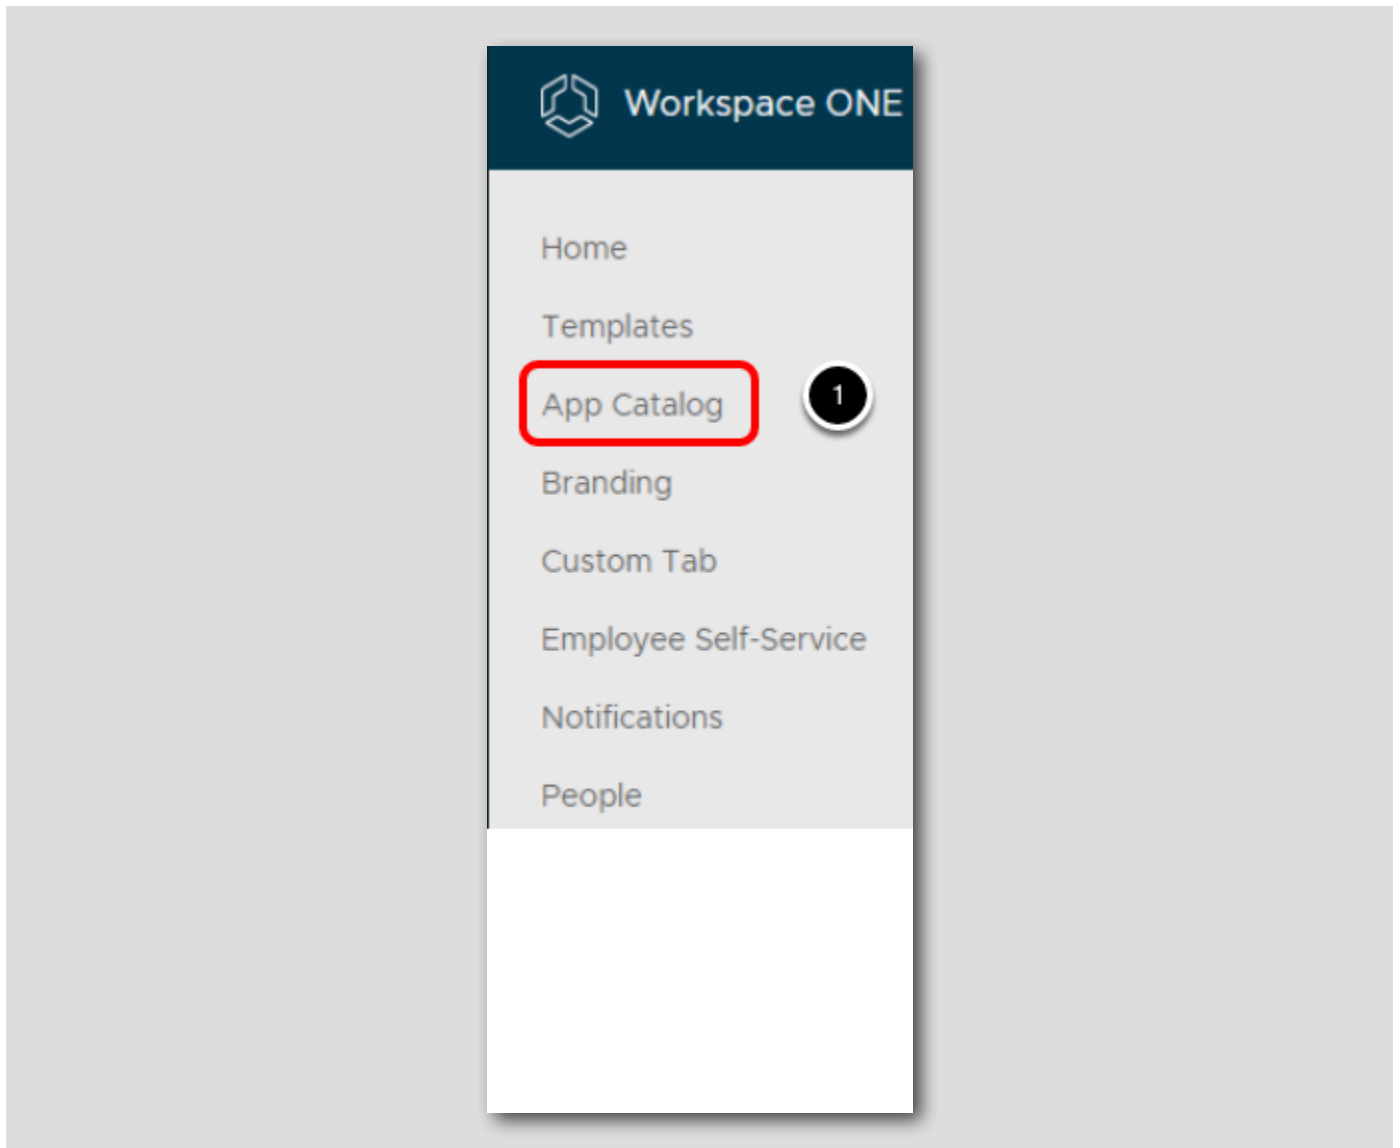 Workspace ONE
Home
Templates
App Catalog
1
Branding
Custom Tab
Employee Self-Service
Notifications
People